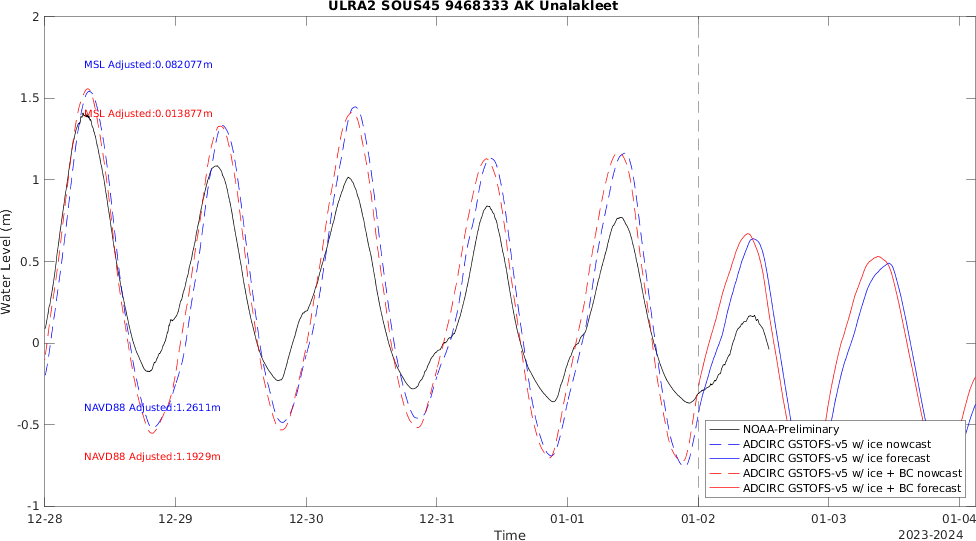 ULRA2 SOUS45 9468333 AK Unalakleet
2
MSL Adjusted:0.082077m
1.5
MSL Adjusted:0.013877m
1
Water Level (m)
0.5
0
NAVD88 Adjusted:1.2611m
-0.5
NAVD88 Adjusted:1.1929m
NOAA-Preliminary
ADCIRC GSTOFS-v5 w/ ice nowcast
ADCIRC GSTOFS-v5 w/ ice forecast
ADCIRC GSTOFS-v5 w/ ice + BC nowcast
ADCIRC GSTOFS-v5 w/ ice + BC forecast
-1
12-28 12-29 12-30 12-31 01-01 01-02 01-03 01-04
Time
2023-2024